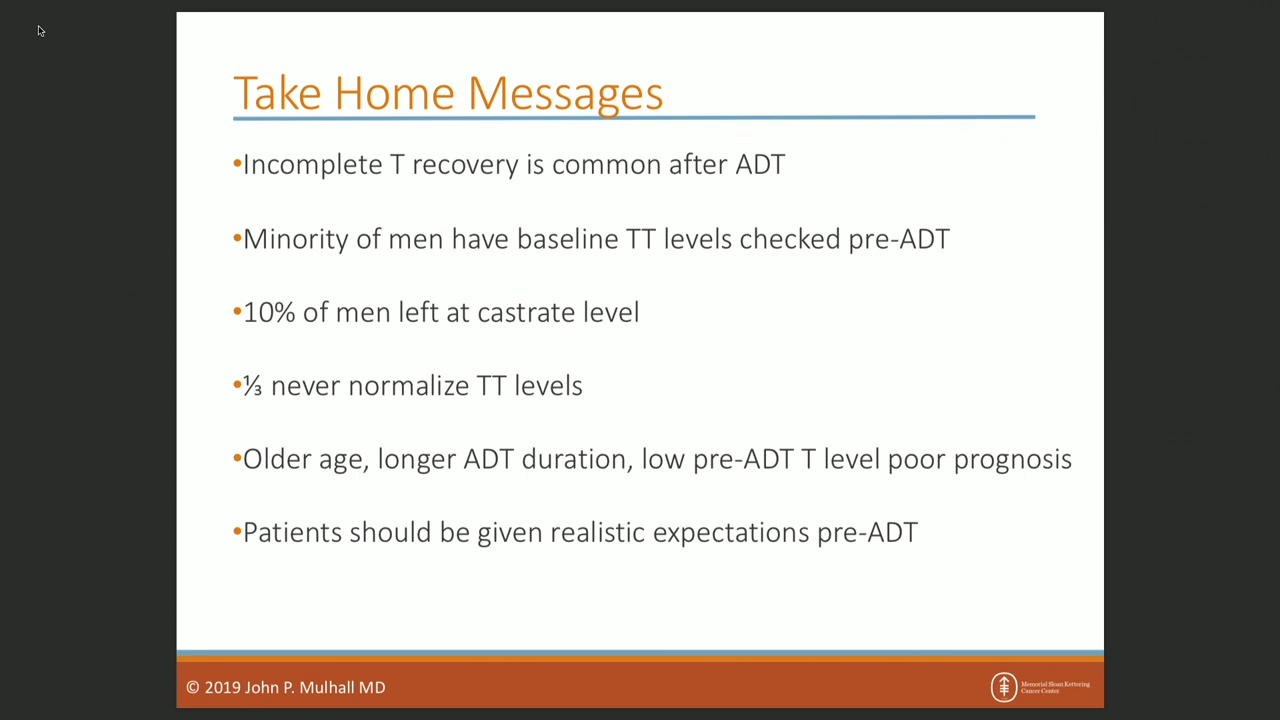 Take Home Messages
•Incomplete T recovery is common after ADT
•Minority of men have baseline TT levels checked pre-ADT
•10% of men left at castrate level
•⅓ never normalize TT levels
•Older age, longer ADT duration, low pre-ADT T level poor prognosis
•Patients should be given realistic expectations pre-ADT
© 2019 John P. Mulhall MD
Memorial Sloan Kettering
Cancer Center